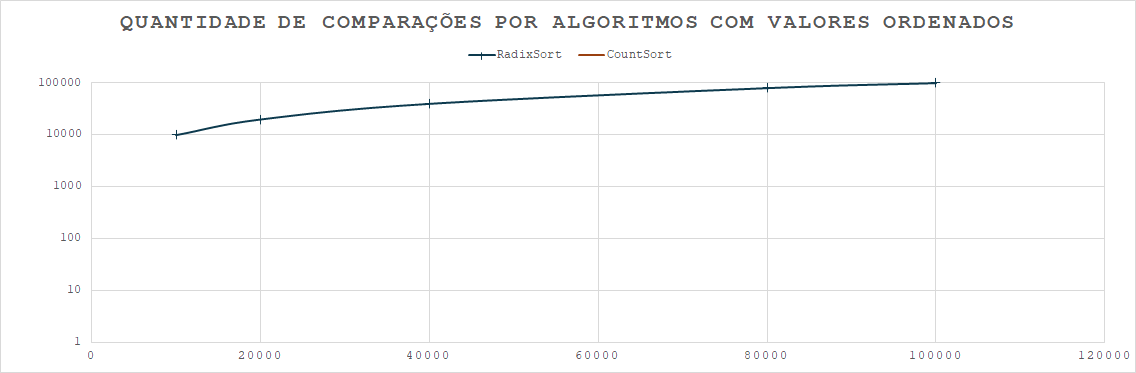 QUANTIDADE DE COMPARAÇÕES POR ALGORITMOS COM VALORES ORDENADOS
RadixSort CountSort
100000
10000
1000
100
10
1
0 20000 40000 60000 80000 100000 120000